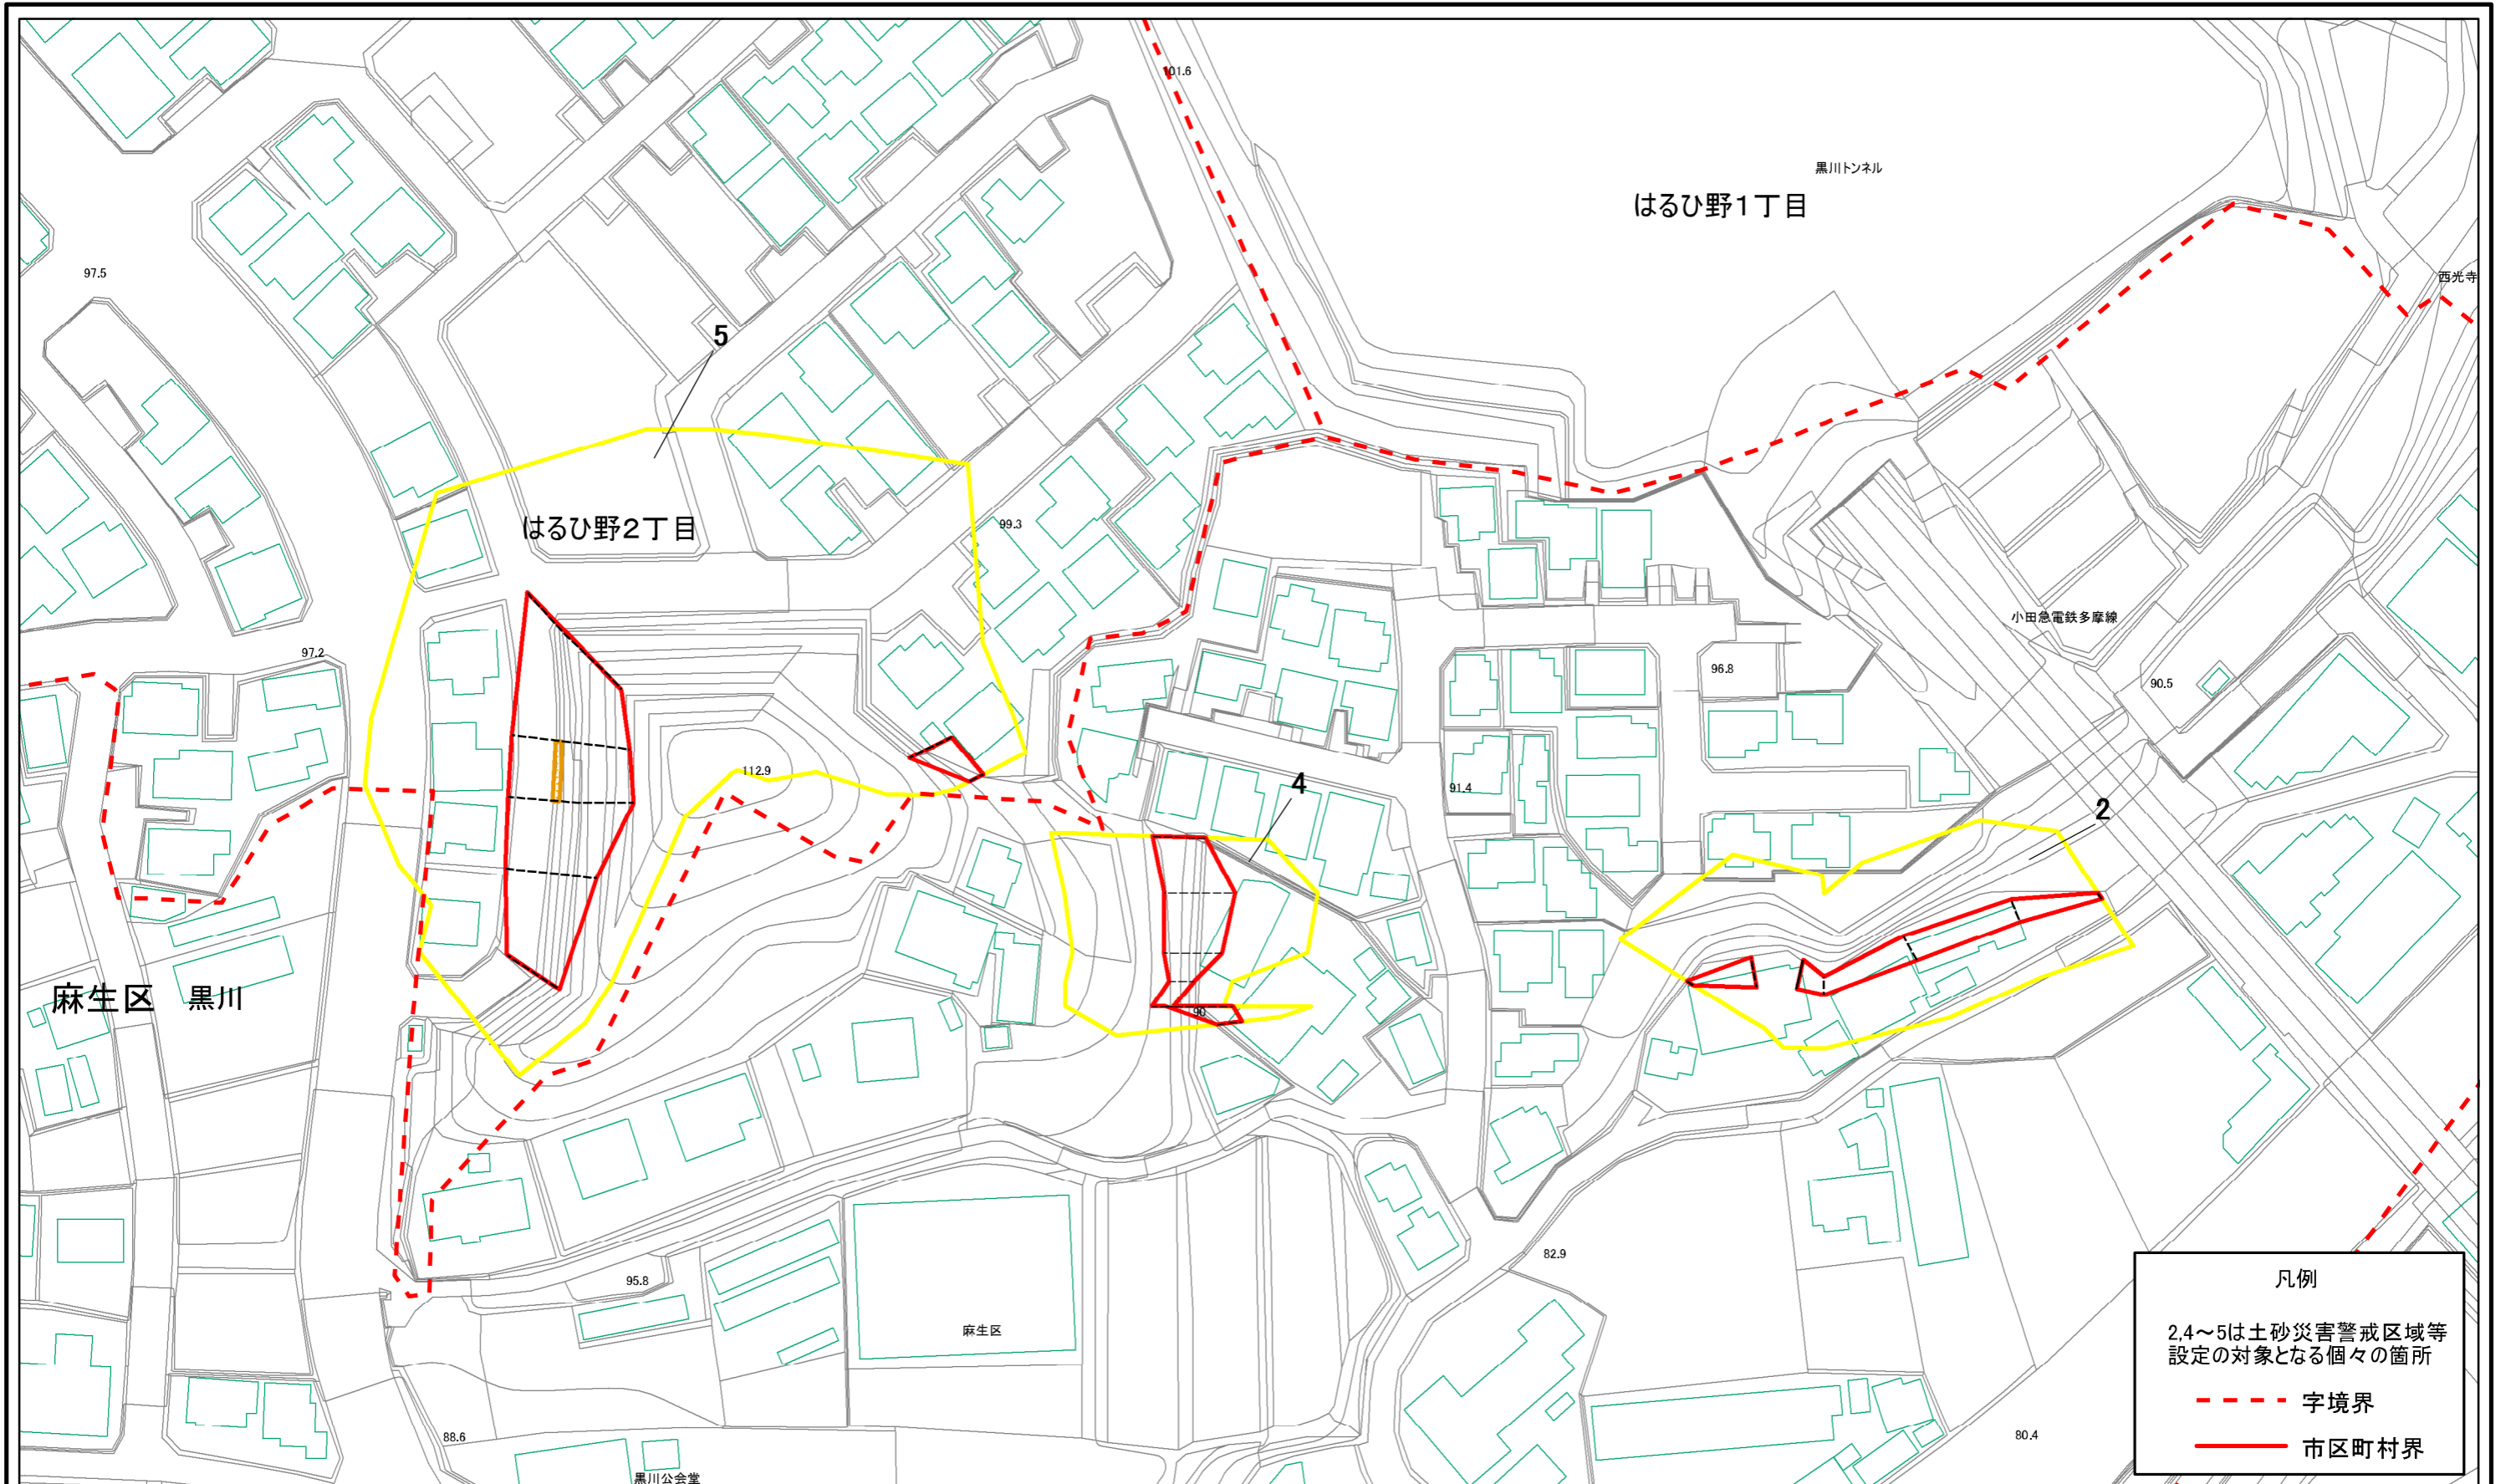 101.6
黒川トンネル
はるひ野1丁目
97.5
西光寺
5
はるひ野2丁目
99.3
小田急電鉄多摩線
97.2
96.8
90.5
112.9
4
91.4
2
麻生区 黒川
90
82.9
95.8
麻生区
88.6
黒川公会堂
80.4
凡例
2,4～5は土砂災害警戒区域等
設定の対象となる個々の箇所
字境界
市区町村界